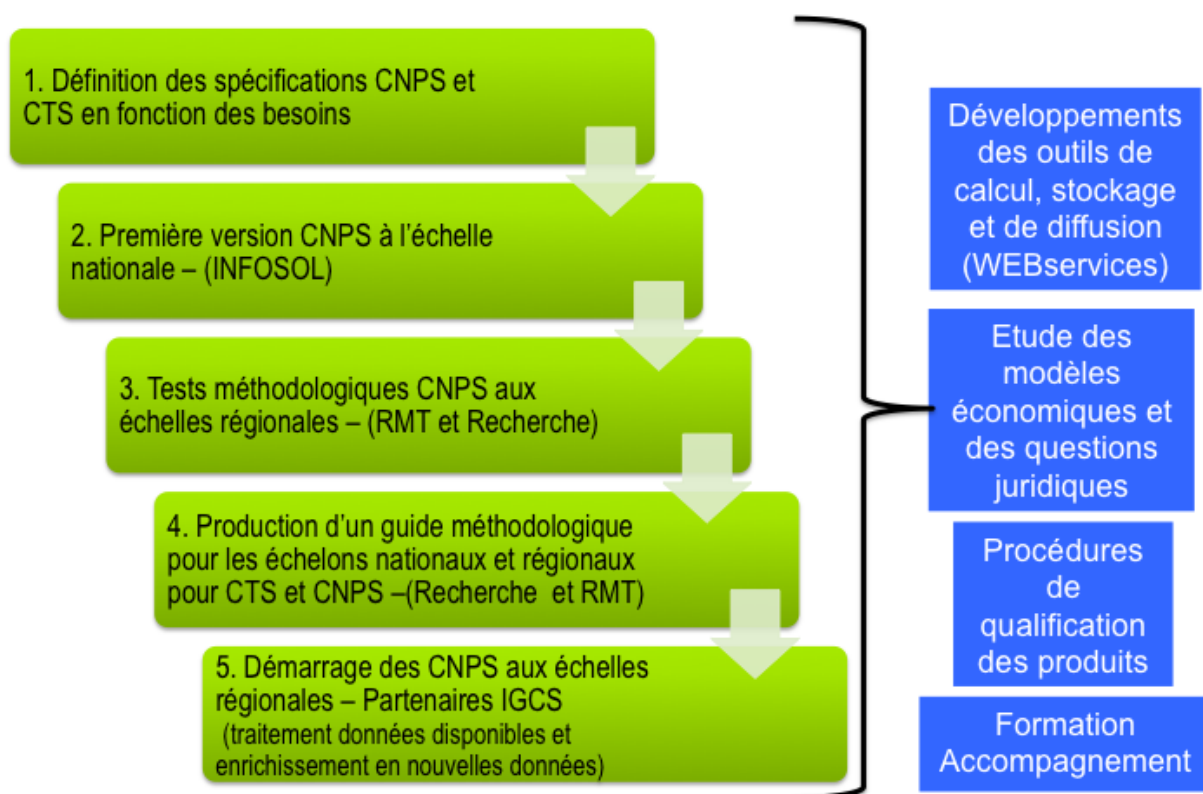 1. Définition des spécifications CNPS et
CTS en fonction des besoins
2. Première version CNPS à l'échelle
nationale – (INFOSOL)
3. Tests méthodologiques CNPS aux
échelles régionales – (RMT et Recherche)
4. Production d'un guide méthodologique
pour les échelons nationaux et régionaux
pour CTS et CNPS –(Recherche et RMT)
5. Démarrage des CNPS aux échelles
régionales – Partenaires IGCS
(traitement données disponibles et
enrichissement en nouvelles données)
Développements
des outils de
calcul, stockage
et de diffusion
(WEBservices)
Etude des
modèles
économiques et
des questions
juridiques
Procédures
de
qualification
des produits
Formation
Accompagnement